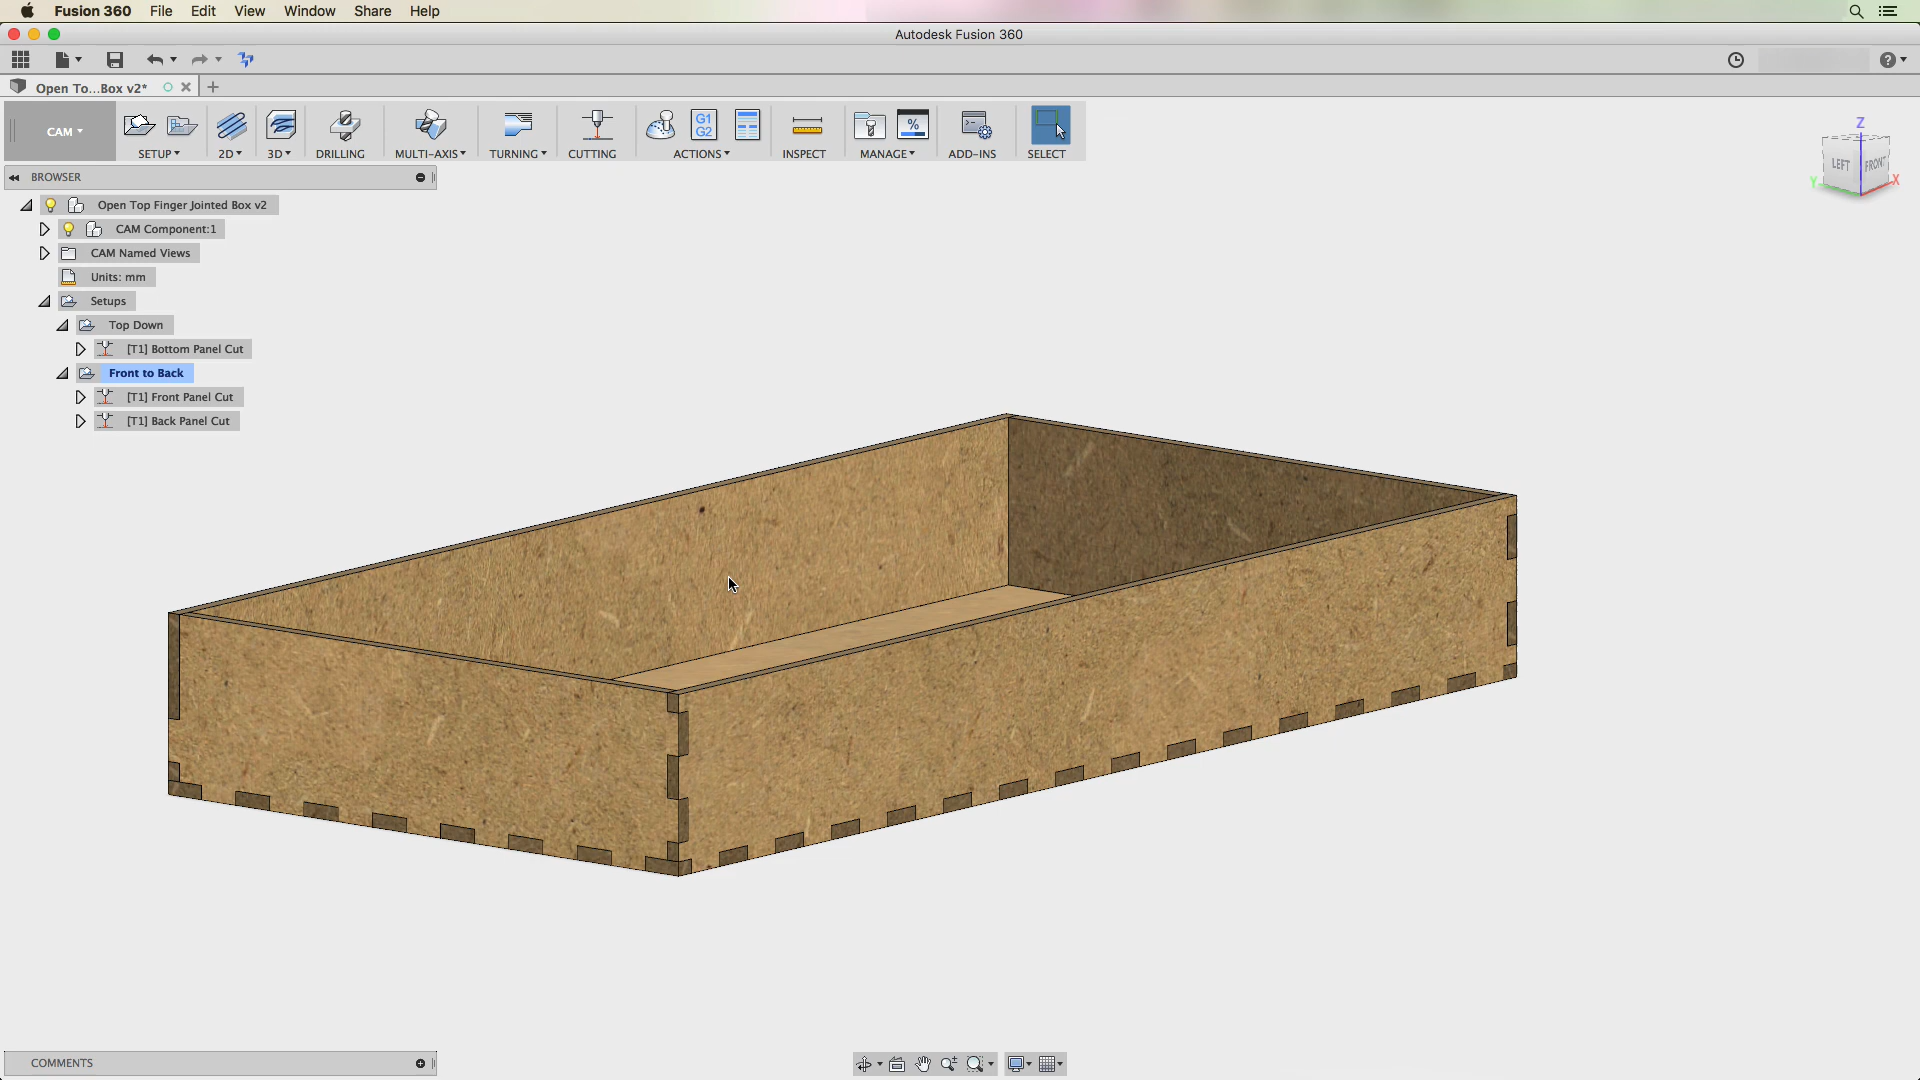 Fusion 360 File Edit View Window Share Help
Autodesk Fusion 360
Open To...Box v2*
CAM
G1
G2
%
SETUP 2D 3D DRILLING MULTI-AXIS TURNING CUTTING ACTIONS INSPECT MANAGE ADD-INS SELECT
Z
LEFT FRONT
Y X
BROWSER
Open Top Finger Jointed Box v2
CAM Component:1
CAM Named Views
Units: mm
Setups
Top Down
[T1] Bottom Panel Cut
Front to Back
[T1] Front Panel Cut
[T1] Back Panel Cut
COMMENTS